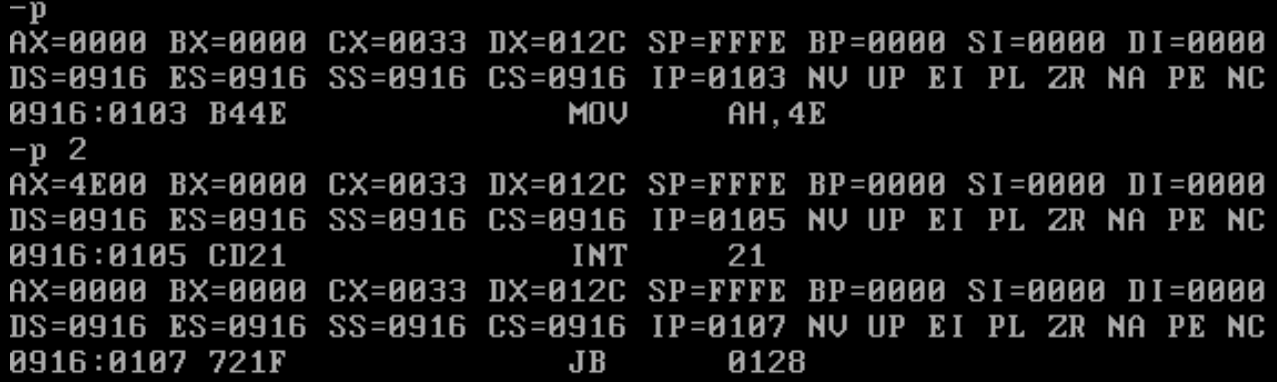 -p
AX=0000 BX=0000 CX=0033 DX=012C SP=FFFE BP=0000 SI=0000 DI=0000
DS=0916 ES=0916 SS=0916 CS=0916 IP=0103 NV UP EI PL ZR NA PE NC
0916:0103 B44E MOV AH,4E
-p 2
AX=4E00 BX=0000 CX=0033 DX=012C SP=FFFE BP=0000 SI=0000 DI=0000
DS=0916 ES=0916 SS=0916 CS=0916 IP=0105 NV UP EI PL ZR NA PE NC
0916:0105 CD21 INT 21
AX=0000 BX=0000 CX=0033 DX=012C SP=FFFE BP=0000 SI=0000 DI=0000
DS=0916 ES=0916 SS=0916 CS=0916 IP=0107 NV UP EI PL ZR NA PE NC
0916:0107 721F JB 0128